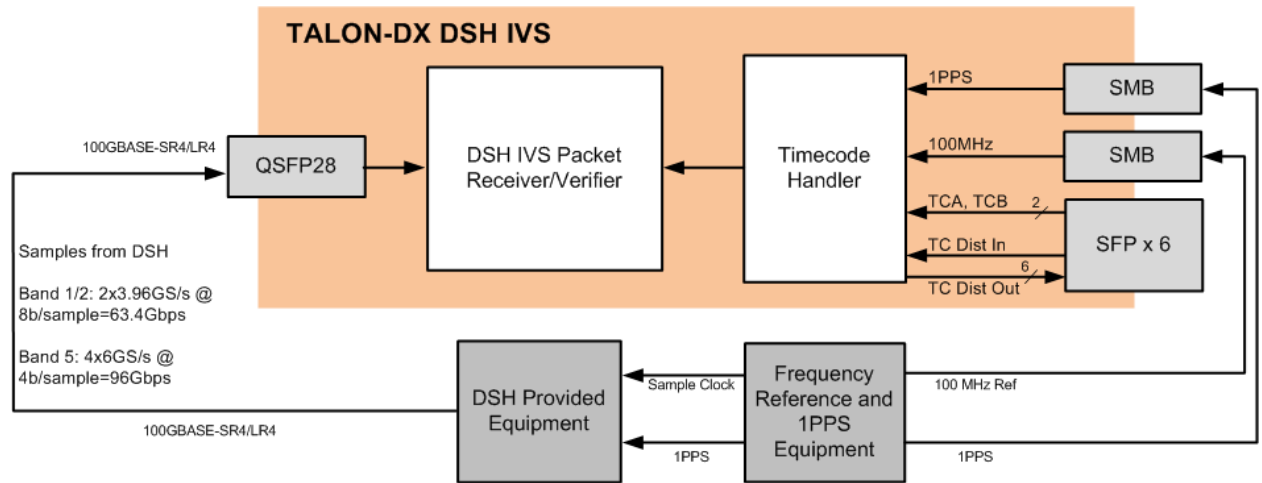 TALON-DX DSH IVS
100GBASE-SR4/LR4
QSFP28
DSH IVS Packet
Receiver/Verifier
Timecode
Handler
1PPS
SMB
100MHz
SMB
TCA, TCB
2
TC Dist In
6
TC Dist Out
SFP x 6
Samples from DSH
Band 1/2: 2x3.96GS/s @
8b/sample=63.4Gbps
Band 5: 4x6GS/s @
4b/sample=96Gbps
100GBASE-SR4/LR4
DSH Provided
Equipment
Sample Clock
1PPS
Frequency
Reference and
1PPS
Equipment
100 MHz Ref
1PPS